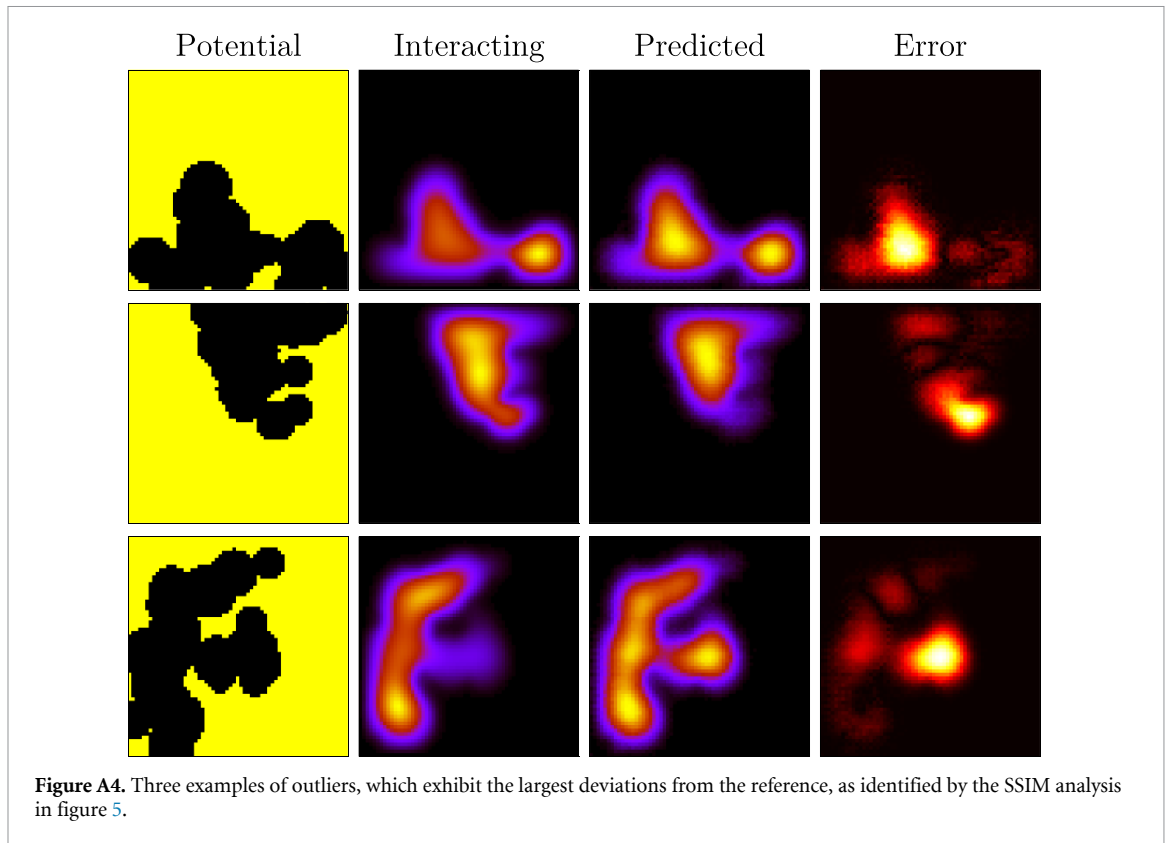 Potential Interacting Predicted Error
Figure A4. Three examples of outliers, which exhibit the largest deviations from the reference, as identified by the SSIM analysis
in figure 5.